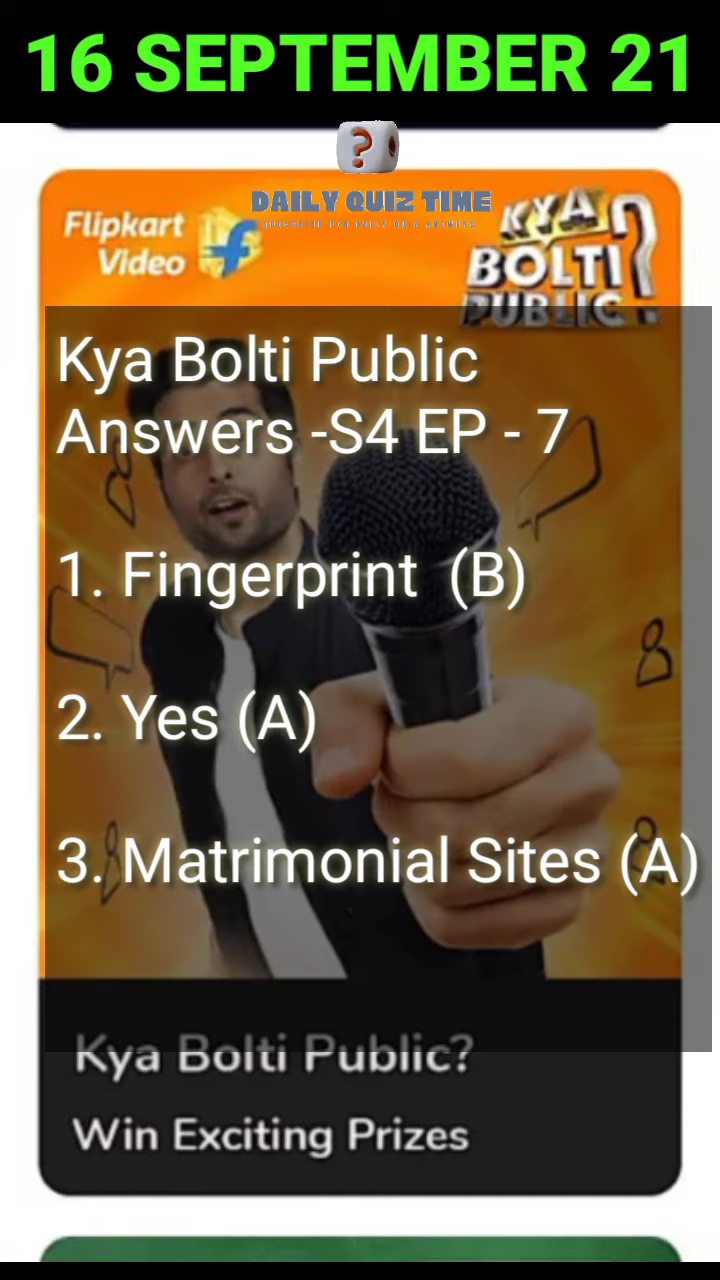 16 SEPTEMBER 21
?
DAILY QUIZ TIME
Flipkart
Video
KYA
BOLTI
PUBLIC ?
Kya Bolti Public
Answers -S4 EP - 7
1. Fingerprint (B)
2. Yes (A)
3. Matrimonial Sites (A)
Kya Bolti Public?
Win Exciting Prizes